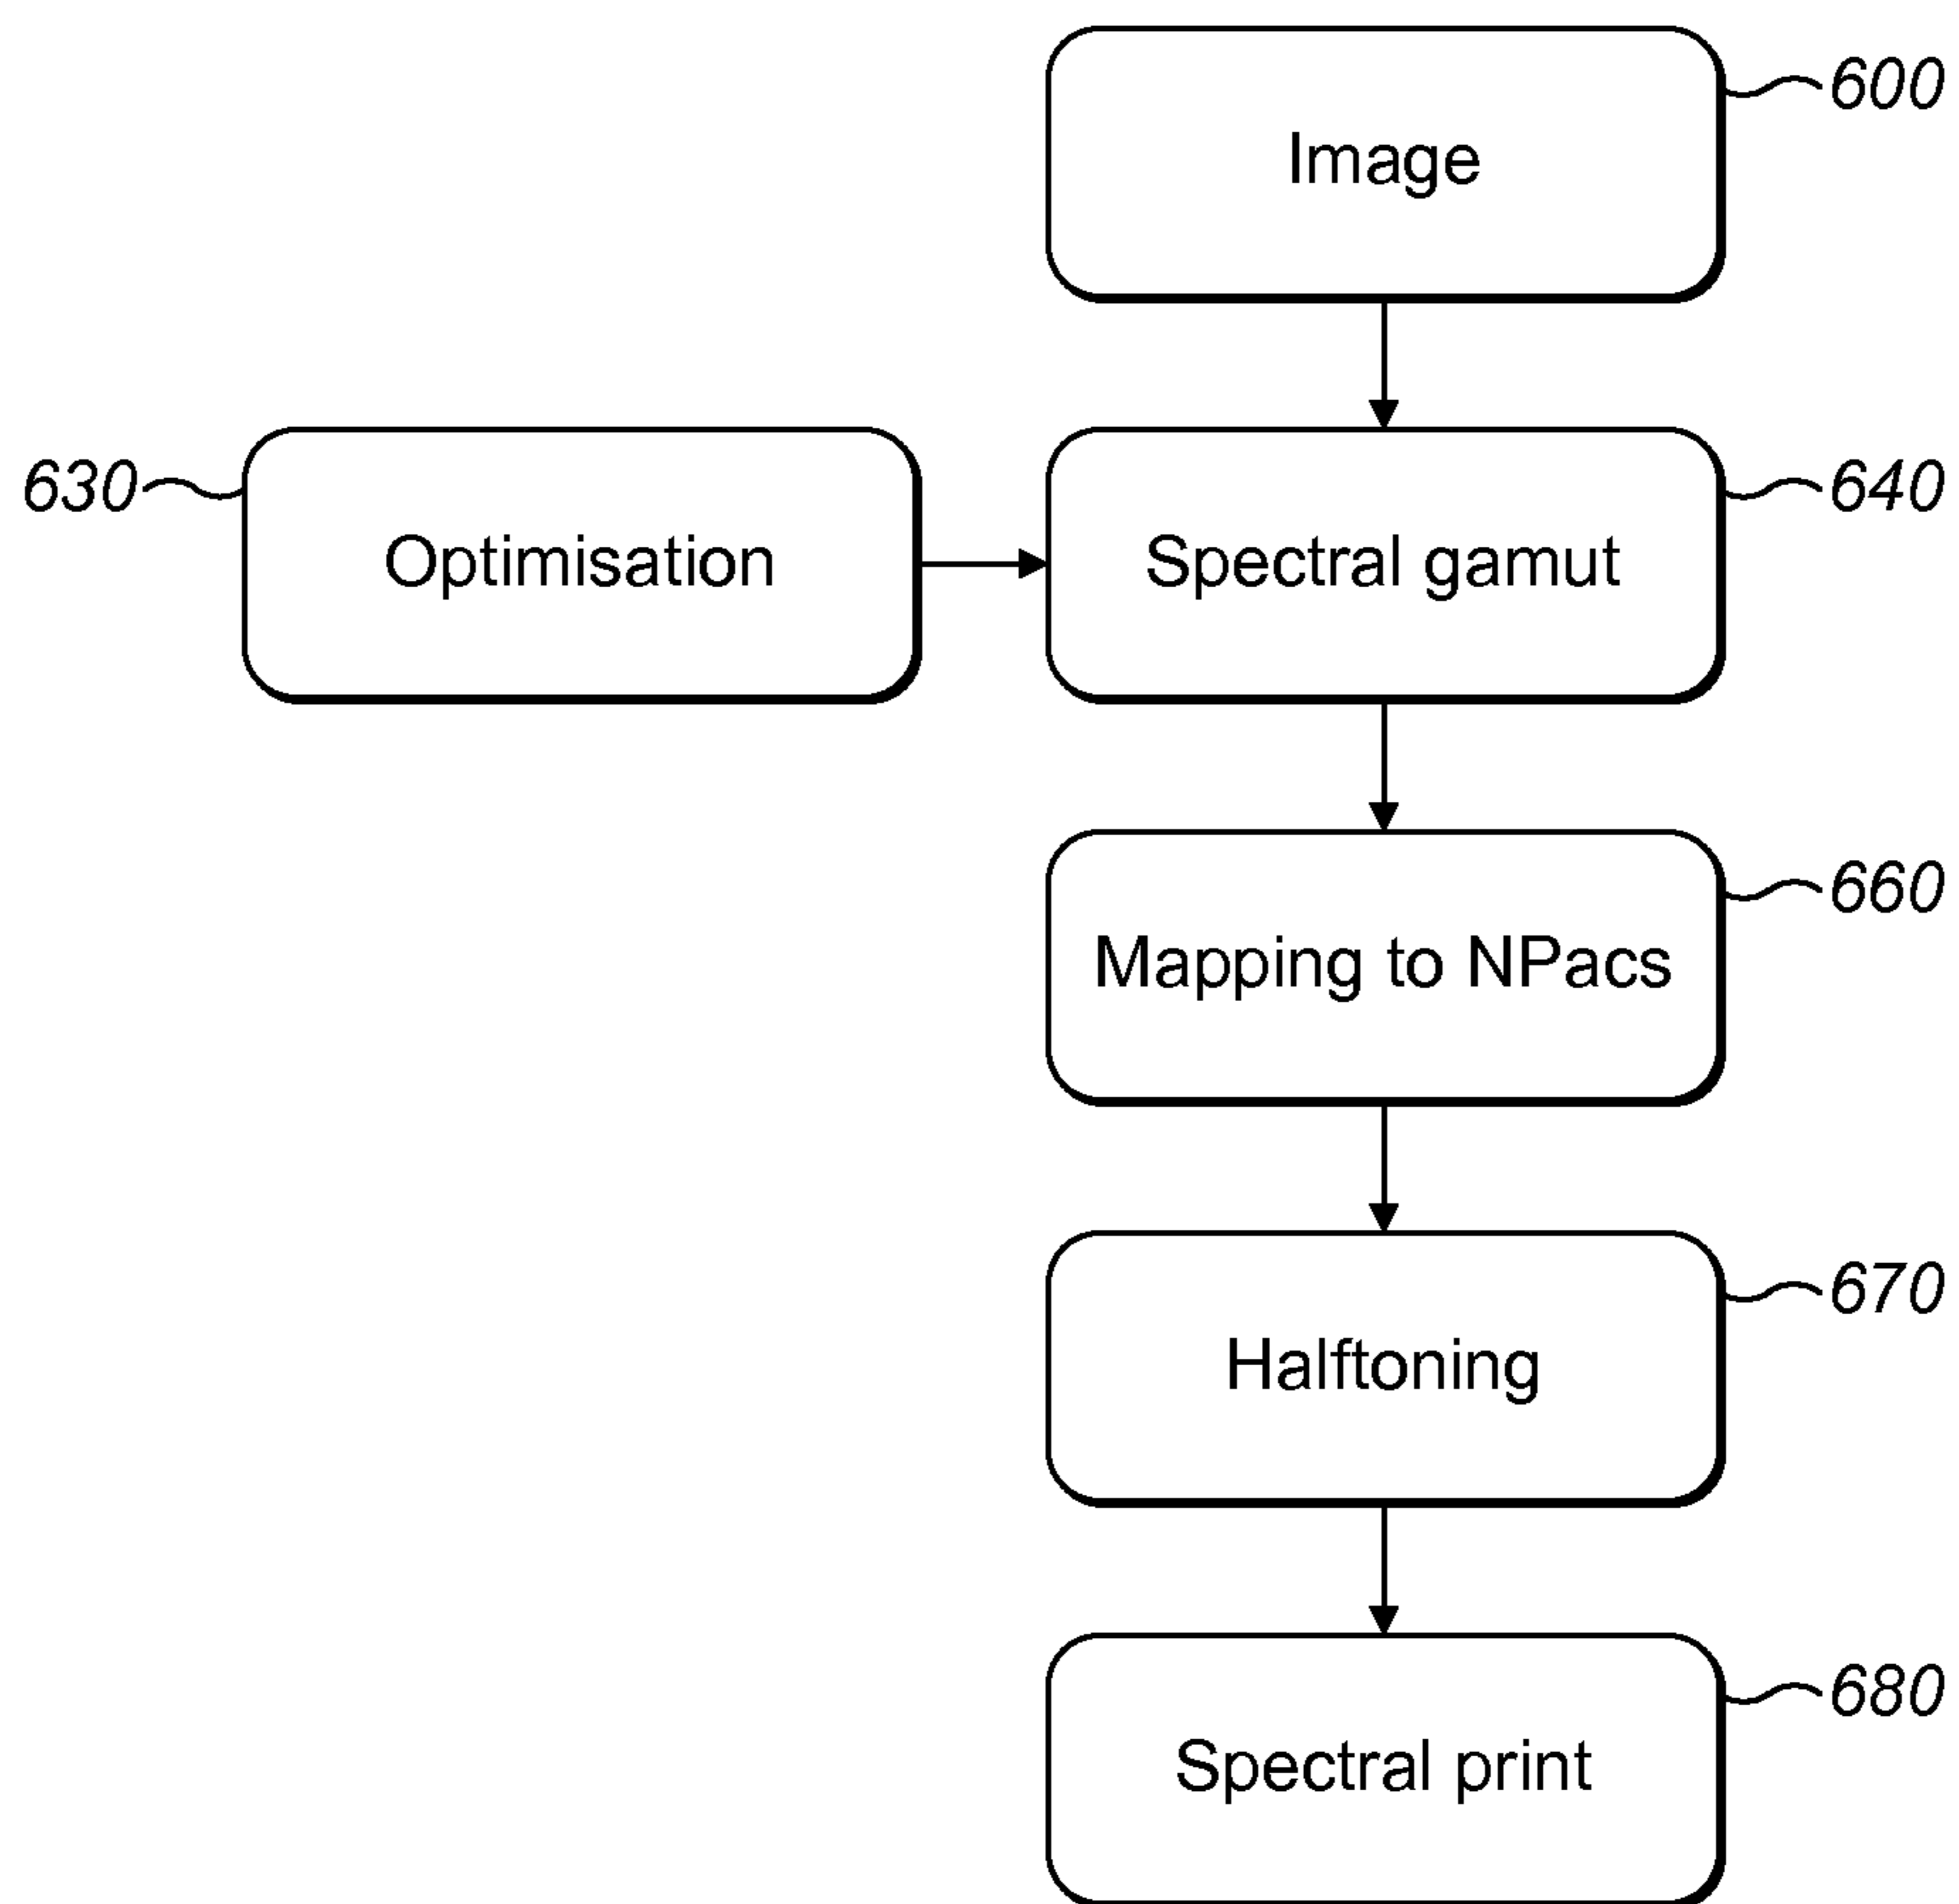 Image
600
630
Optimisation
Spectral gamut
640
Mapping to NPacs
660
Halftoning
670
Spectral print
680